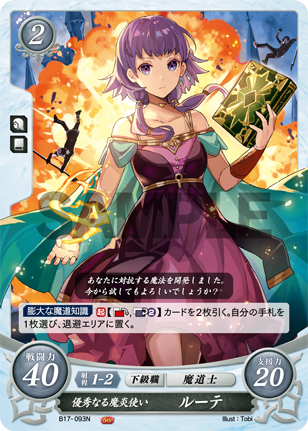 2
SAMPLE
あなたに対抗する魔法を開発しました。
今から試してもよろしいでしょうか?
膨大な魔道知識 起 【 、 2】カードを2枚引く。自分の手札を
1枚選び、退避エリアに置く。
戦闘力
40
射程 1-2 下級職 魔道士
支援力
20
優秀なる魔炎使い ルーテ
B17-093N
Illust : Tobi